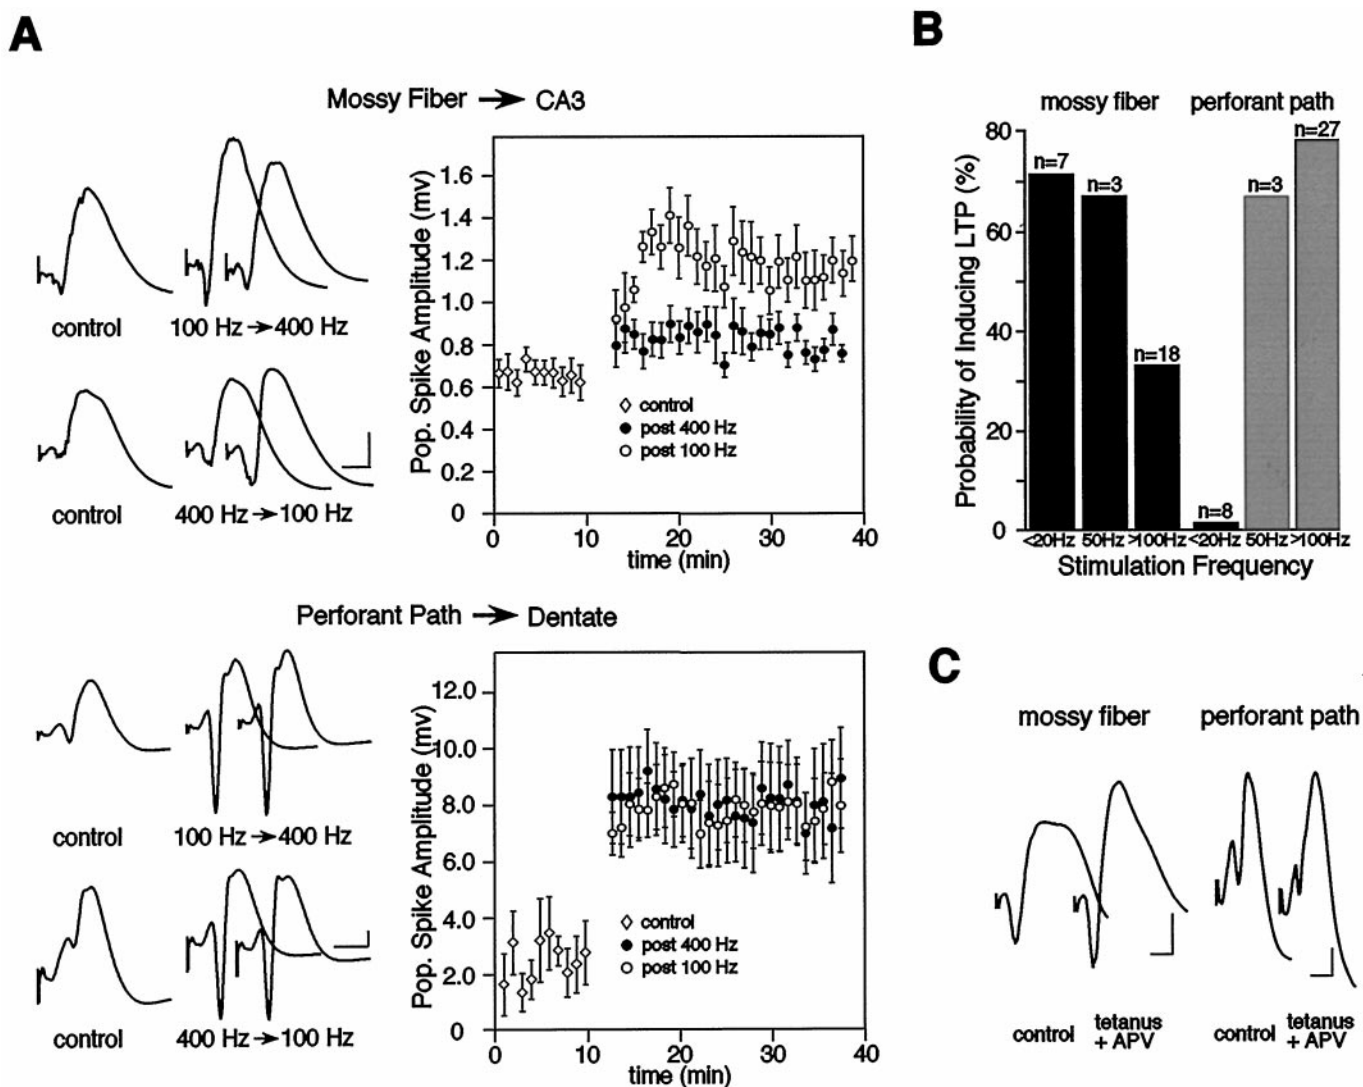 A
Mossy Fiber → CA3
control
100 Hz → 400 Hz
control
400 Hz → 100 Hz
Pop. Spike Amplitude (mv)
1.6
1.4
1.2
1.0
0.8
0.6
0.4
0.2
0
◇ control
● post 400 Hz
○ post 100 Hz
0 10 20 30 40
time (min)
Perforant Path → Dentate
control
100 Hz → 400 Hz
control
400 Hz → 100 Hz
Pop. Spike Amplitude (mv)
12.0
10.0
8.0
6.0
4.0
2.0
0
◇ control
● post 400 Hz
○ post 100 Hz
0 10 20 30 40
time (min)
B
mossy fiber perforant path
Probability of Inducing LTP (%)
80
60
40
20
0
n=7
n=3
n=18
n=8
n=3
n=27
<20Hz 50Hz >100Hz <20Hz 50Hz >100Hz
Stimulation Frequency
C
mossy fiber perforant path
control
tetanus
+ APV
control
tetanus
+ APV